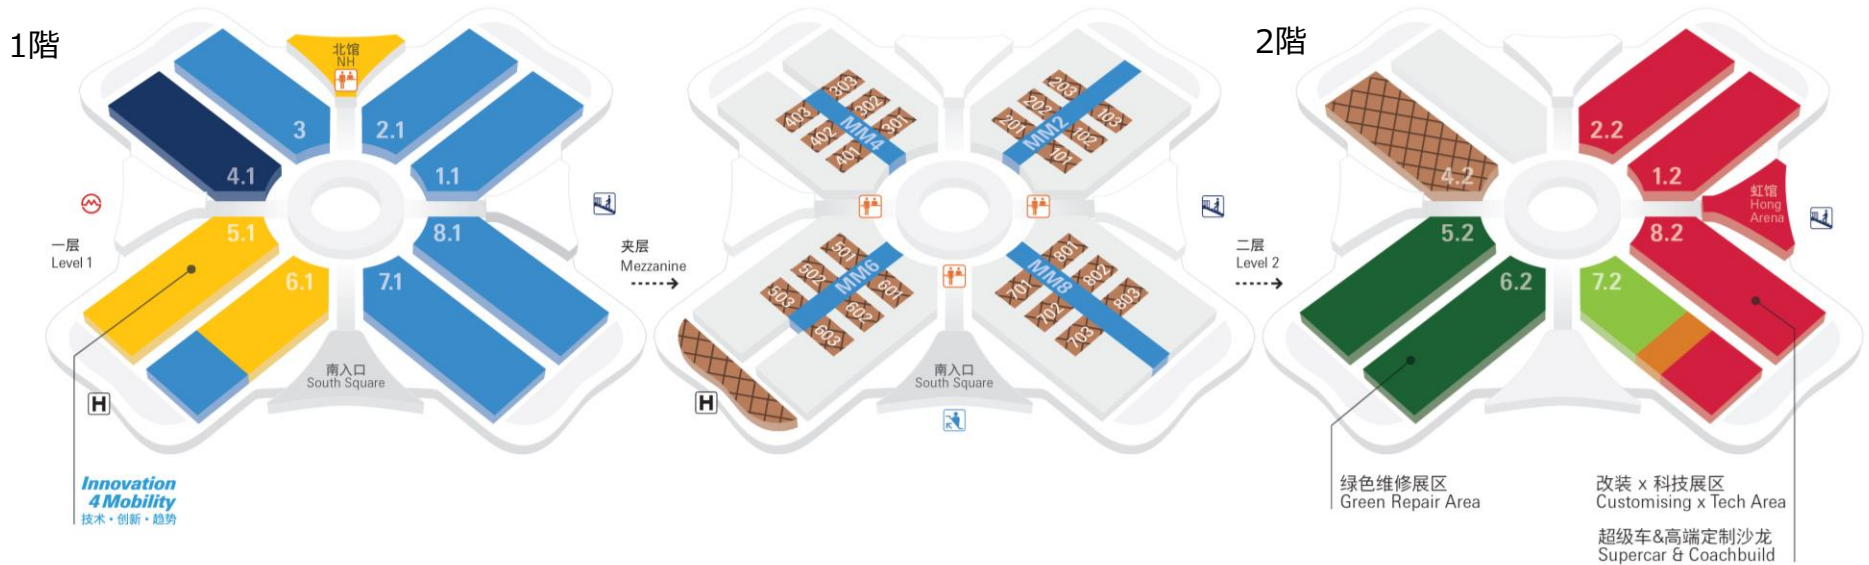 1階
北馆
NH
3
2.1
4.1
1.1
5.1
8.1
6.1
7.1
一层
Level 1
南入口
South Square
H
Innovation
4 Mobility
技术・创新・趋势
夹层
Mezzanine
303
302
301
403
402
401
MM4
203
202
201
103
102
101
MM2
501
502
503
601
602
603
MM6
801
802
803
701
702
703
MM8
南入口
South Square
H
2階
2.2
1.2
4.2
虹馆
Hong
Arena
5.2
8.2
6.2
7.2
二层
Level 2
绿色维修展区
Green Repair Area
改装 x 科技展区
Customising x Tech Area
超级车&高端定制沙龙
Supercar & Coachbuild